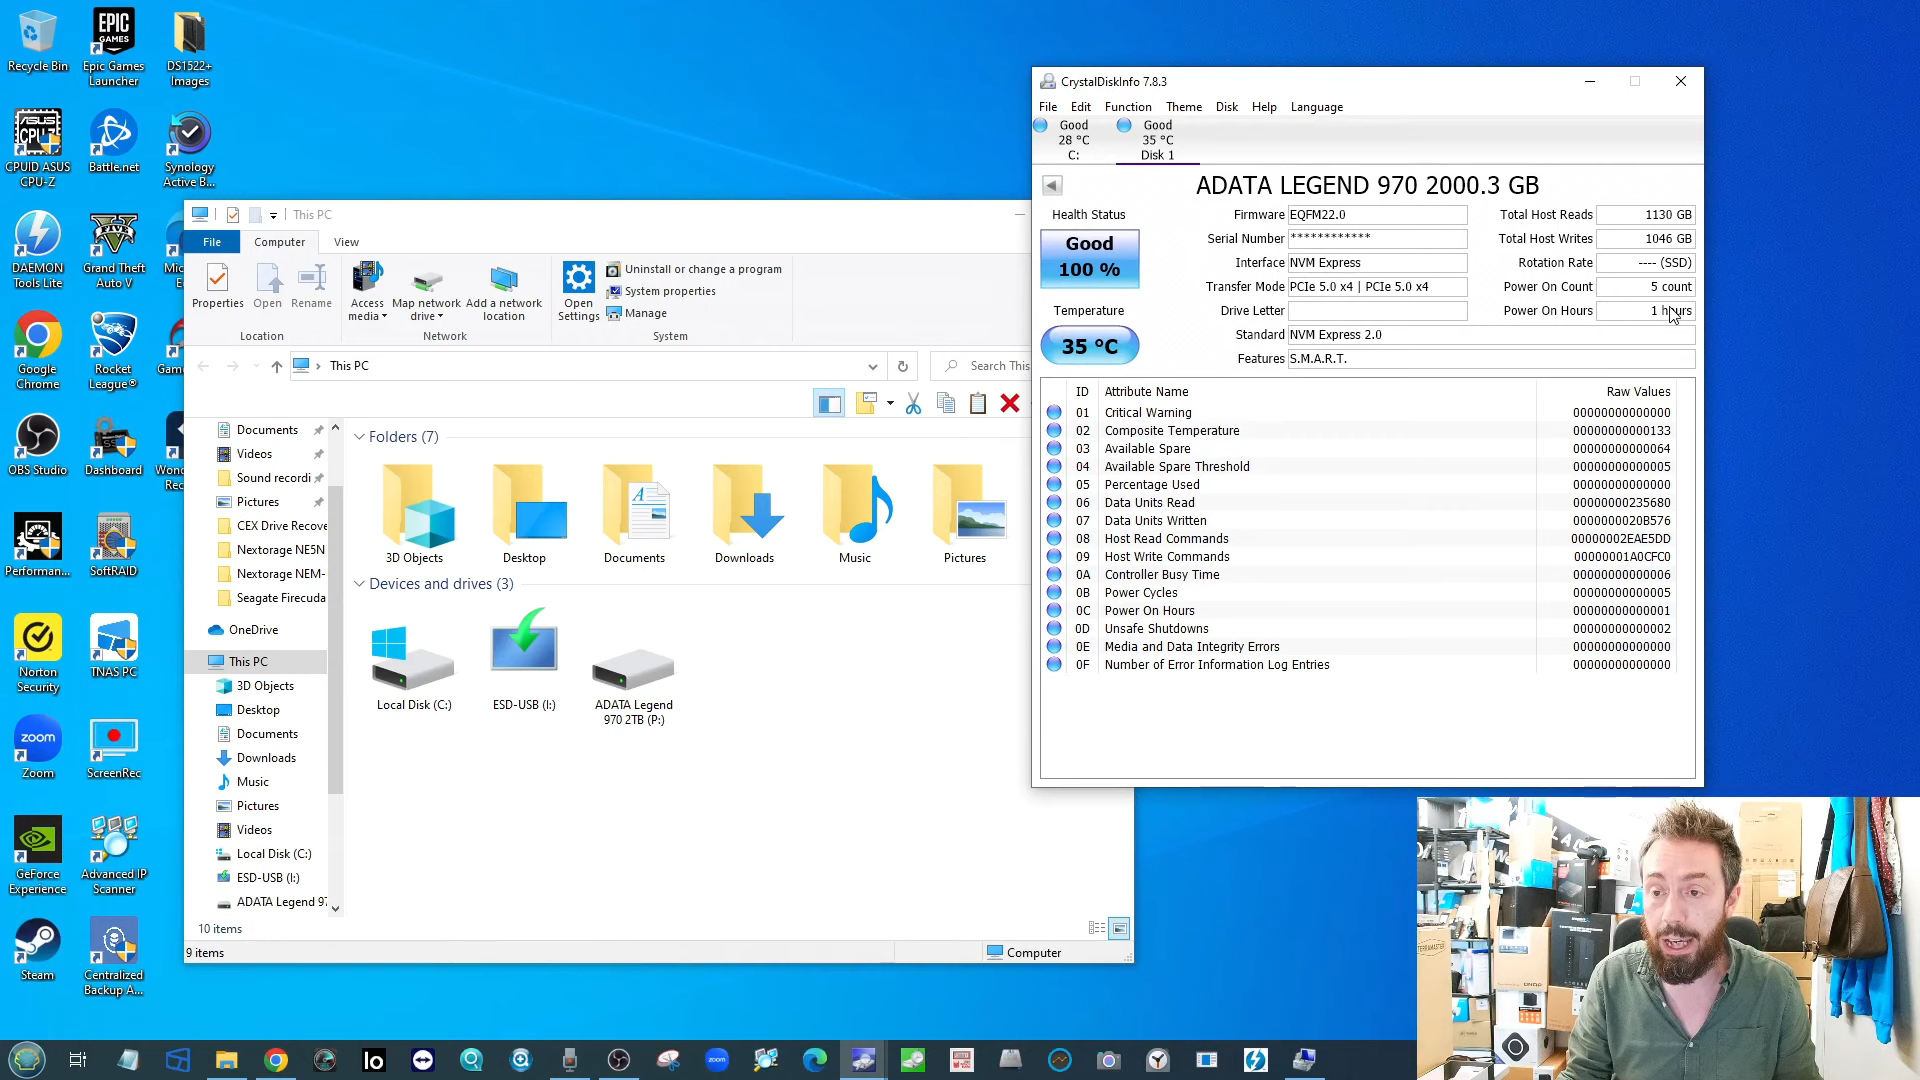 Recycle Bin
Epic Games
Launcher
DS1522+
Images
CPUID ASUS
CPU-Z
Battle.net
Synology
Active B...
DAEMON
Tools Lite
Grand Theft
Auto V
Google
Chrome
Rocket
League®
OBS Studio
Dashboard
Performan...
SoftRAID
Norton
Security
TNAS PC
zoom
Zoom
ScreenRec
GeForce
Experience
Advanced IP
Scanner
Steam
Centralized
Backup A...
This PC
File
Computer
View
Properties
Open
Rename
Access
media
Map network
drive
Add a network
location
Open
Settings
Uninstall or change a program
System properties
Manage
Location
Network
System
This PC
Search This
Documents
Videos
Sound recordi
Pictures
CEX Drive Recove
Nextorage NE5N
Nextorage NEM-
Seagate Firecuda
OneDrive
This PC
3D Objects
Desktop
Documents
Downloads
Music
Pictures
Videos
Local Disk (C:)
ESD-USB (I:)
ADATA Legend 97
Folders (7)
3D Objects
Desktop
Documents
Downloads
Music
Pictures
Devices and drives (3)
Local Disk (C:)
ESD-USB (I:)
ADATA Legend
970 2TB (P:)
10 items
9 items
Computer
CrystalDiskInfo 7.8.3
File Edit Function Theme Disk Help Language
Good
28 °C
C:
Good
35 °C
Disk 1
ADATA LEGEND 970 2000.3 GB
Health Status
Good
100 %
Temperature
35 °C
Firmware EQFM22.0
Serial Number ************
Interface NVM Express
Transfer Mode PCIe 5.0 x4 | PCIe 5.0 x4
Drive Letter
Standard NVM Express 2.0
Features S.M.A.R.T.
Total Host Reads 1130 GB
Total Host Writes 1046 GB
Rotation Rate ---- (SSD)
Power On Count 5 count
Power On Hours 1 hours
ID Attribute Name Raw Values
01 Critical Warning 00000000000000
02 Composite Temperature 00000000000133
03 Available Spare 00000000000064
04 Available Spare Threshold 00000000000005
05 Percentage Used 00000000000000
06 Data Units Read 00000000235680
07 Data Units Written 0000000020B576
08 Host Read Commands 00000002EAE5DD
09 Host Write Commands 00000001A0CFC0
0A Controller Busy Time 00000000000006
0B Power Cycles 00000000000005
0C Power On Hours 00000000000001
0D Unsafe Shutdowns 00000000000002
0E Media and Data Integrity Errors 00000000000000
0F Number of Error Information Log Entries 00000000000000